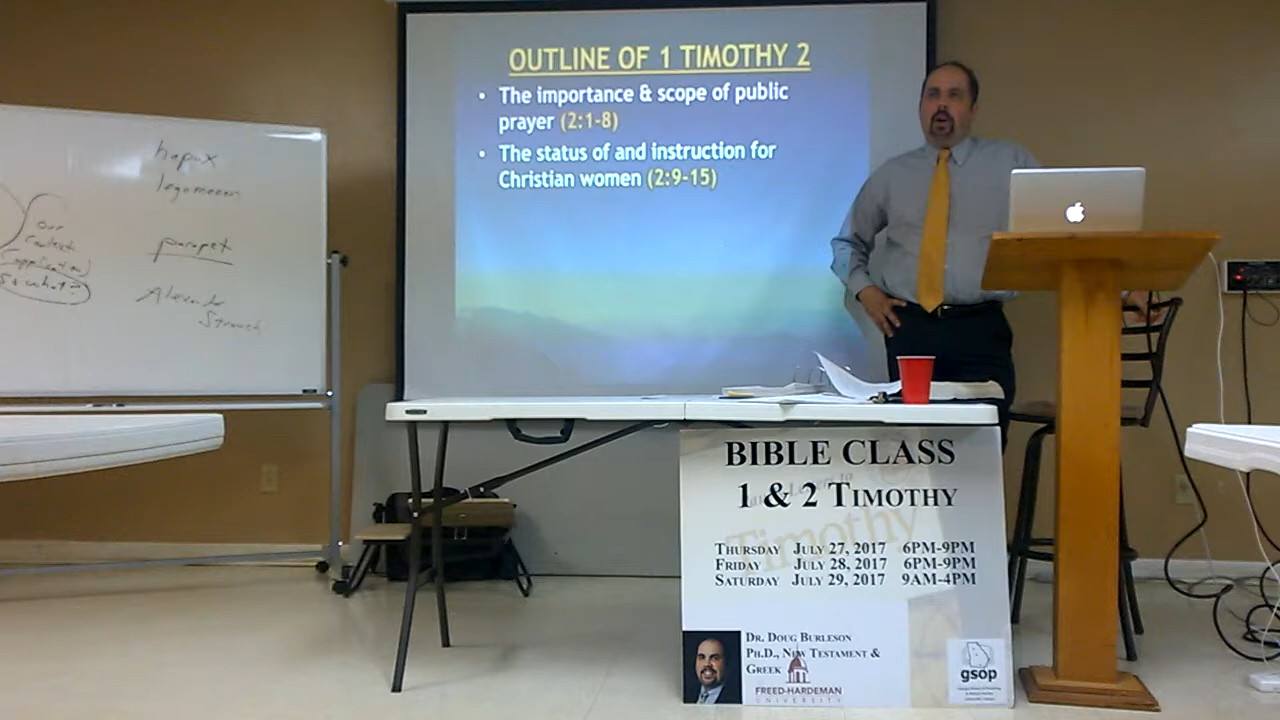 OUTLINE OF 1 TIMOTHY 2
• The importance & scope of public
prayer (2:1-8)
• The status of and instruction for
Christian women (2:9-15)
hapax
legomenon
parapet
our
BIBLE CLASS
1 & 2 TIMOTHY
Timothy
THURSDAY JULY 27, 2017 6PM-9PM
FRIDAY JULY 28, 2017 6PM-9PM
SATURDAY JULY 29, 2017 9AM-4PM
DR. DOUG BURLESON
PH.D., NEW TESTAMENT &
GREEK
FREED-HARDEMAN
UNIVERSITY
gsop